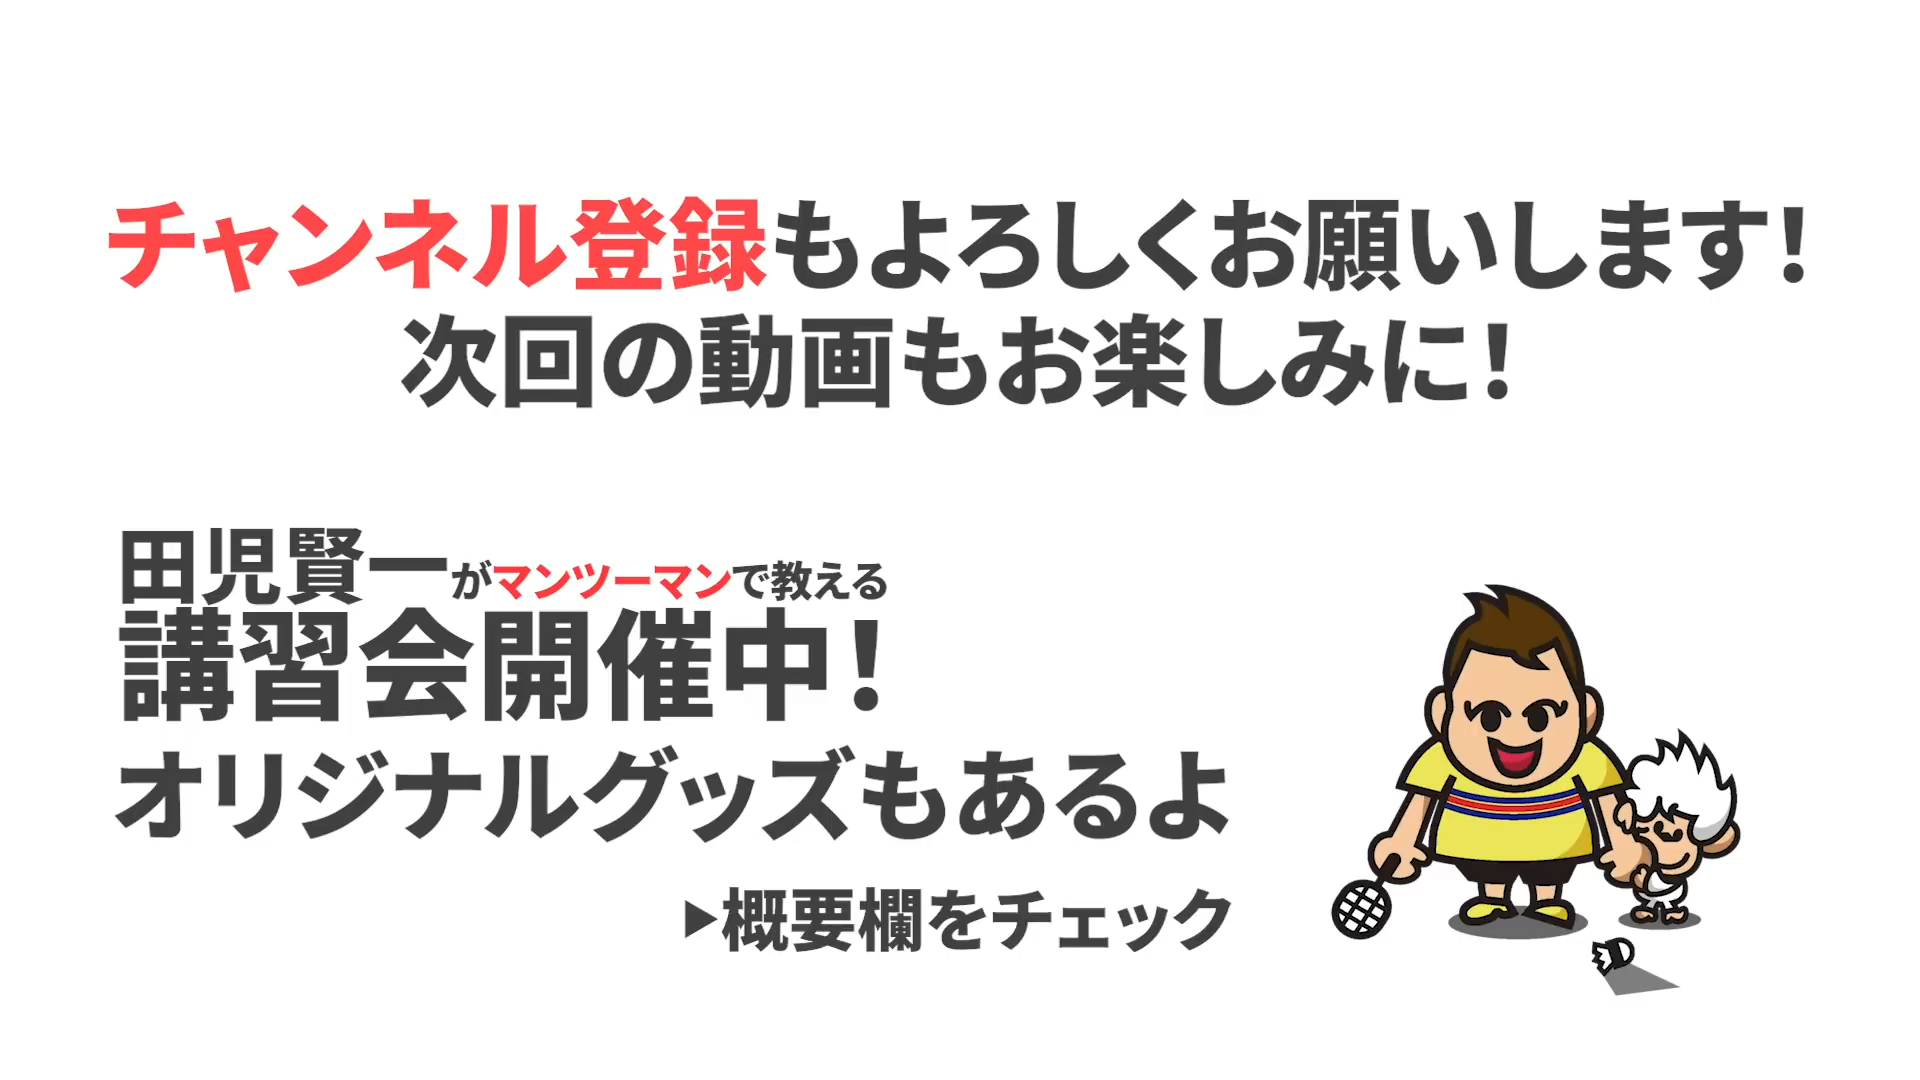 チャンネル登録もよろしくお願いします!
次回の動画もお楽しみに!
田児賢一がマンツーマンで教える
講習会開催中!
オリジナルグッズもあるよ
▶概要欄をチェック